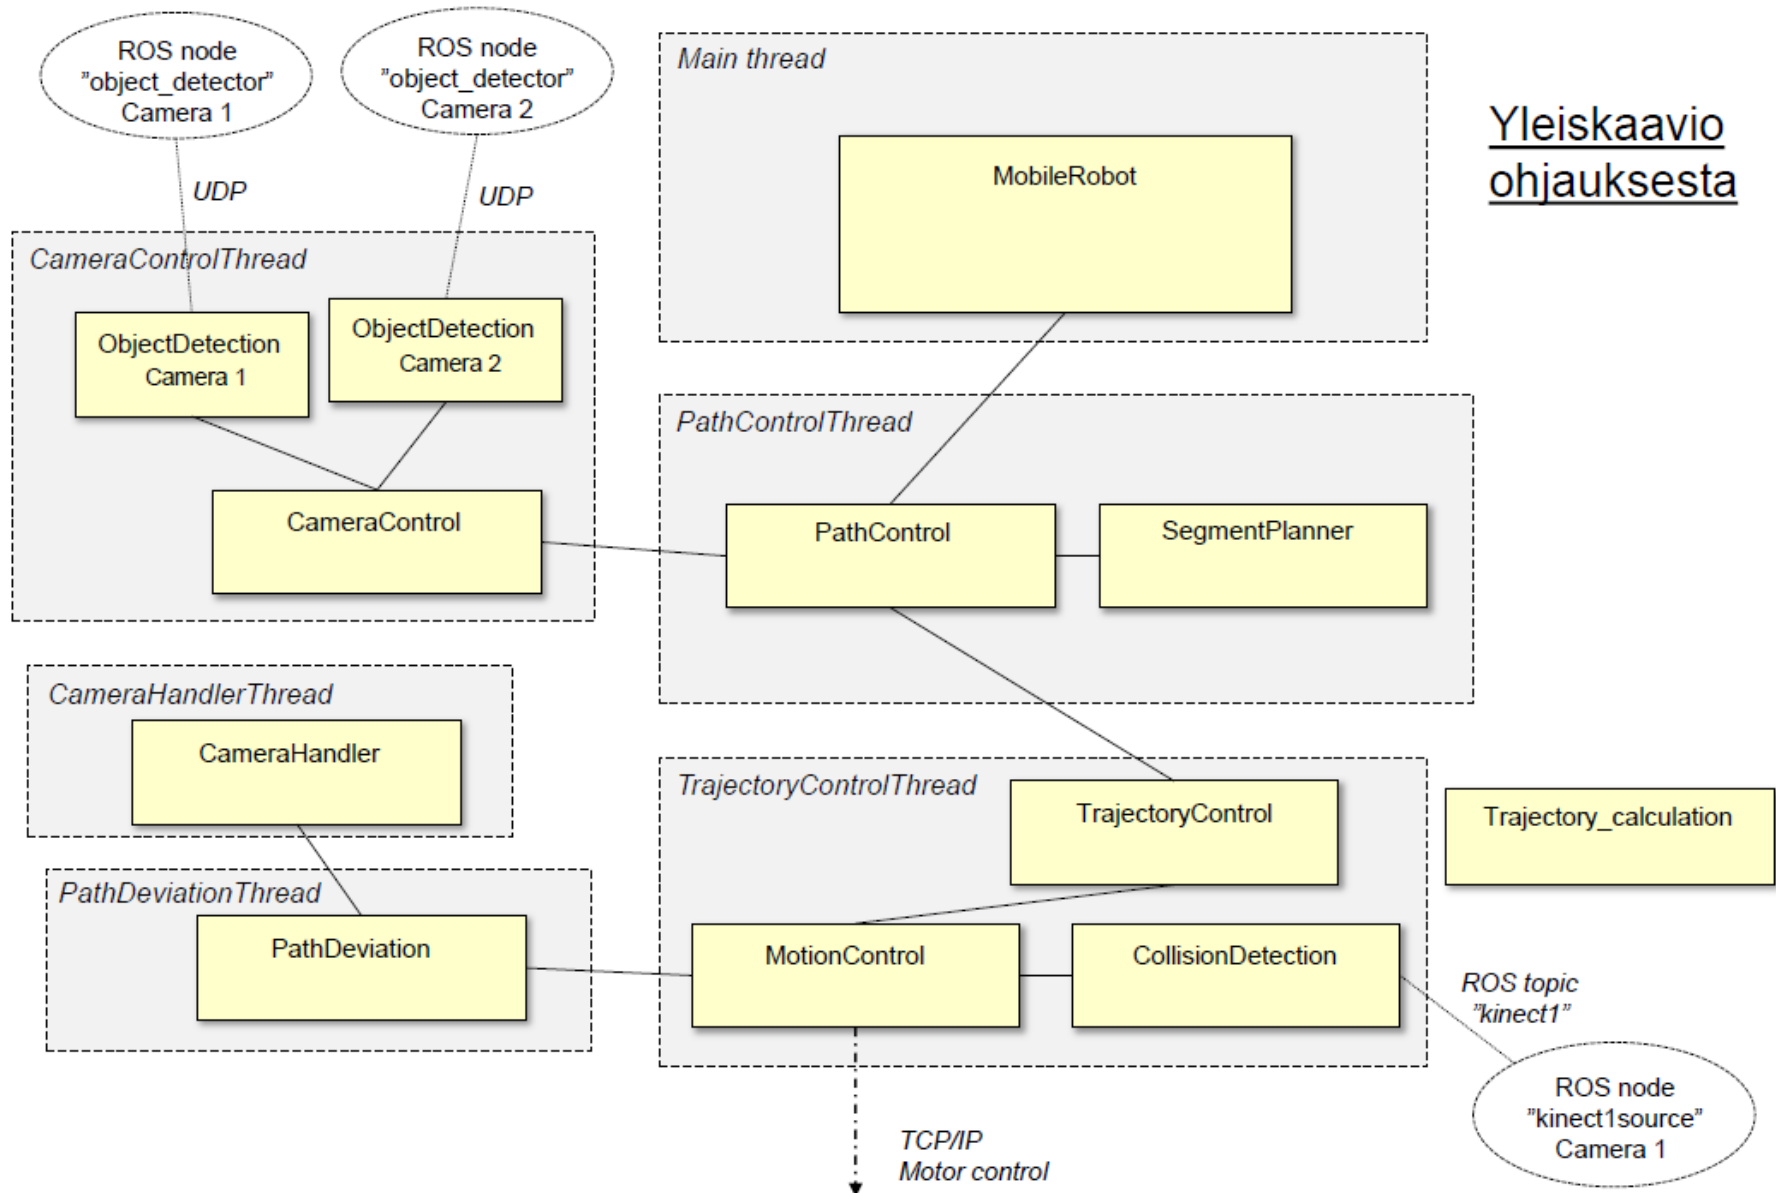 ROS node
”object_detector”
Camera 1
ROS node
”object_detector”
Camera 2
UDP
UDP
Main thread
MobileRobot
Yleiskaavio
ohjauksesta
CameraControlThread
ObjectDetection
Camera 1
ObjectDetection
Camera 2
CameraControl
PathControlThread
PathControl
SegmentPlanner
CameraHandlerThread
CameraHandler
PathDeviationThread
PathDeviation
TrajectoryControlThread
TrajectoryControl
Trajectory_calculation
MotionControl
CollisionDetection
ROS topic
”kinect1”
ROS node
”kinect1source”
Camera 1
TCP/IP
Motor control